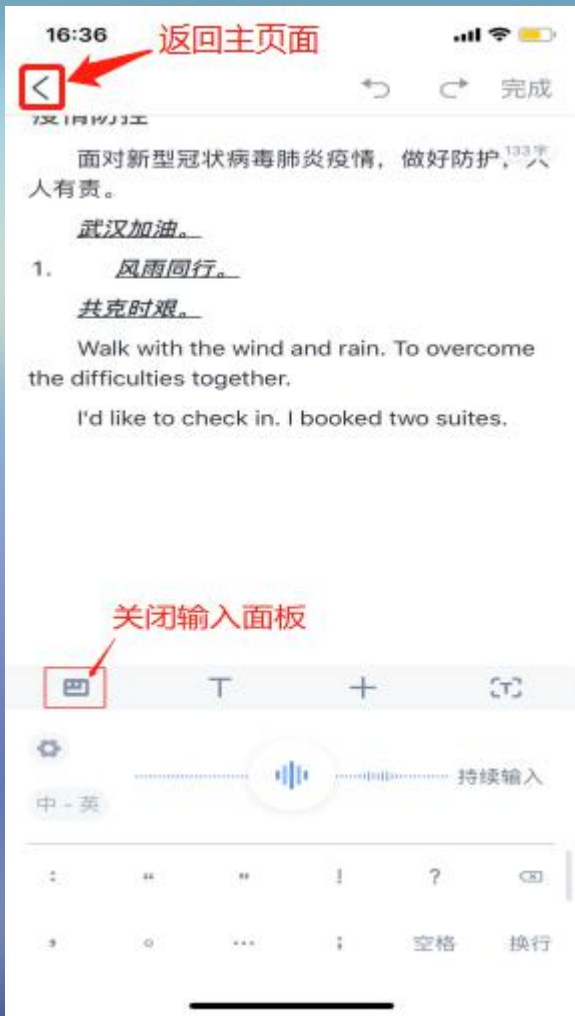 16:36
返回主页面
完成
疫情防控
133字
面对新型冠状病毒肺炎疫情，做好防护，人
人有责。
武汉加油。
1. 风雨同行。
共克时艰。
Walk with the wind and rain. To overcome
the difficulties together.
I'd like to check in. I booked two suites.
关闭输入面板
T + [T]
持续输入
中 - 英
： “ ” ！ ？
， 。 … ； 空格 换行